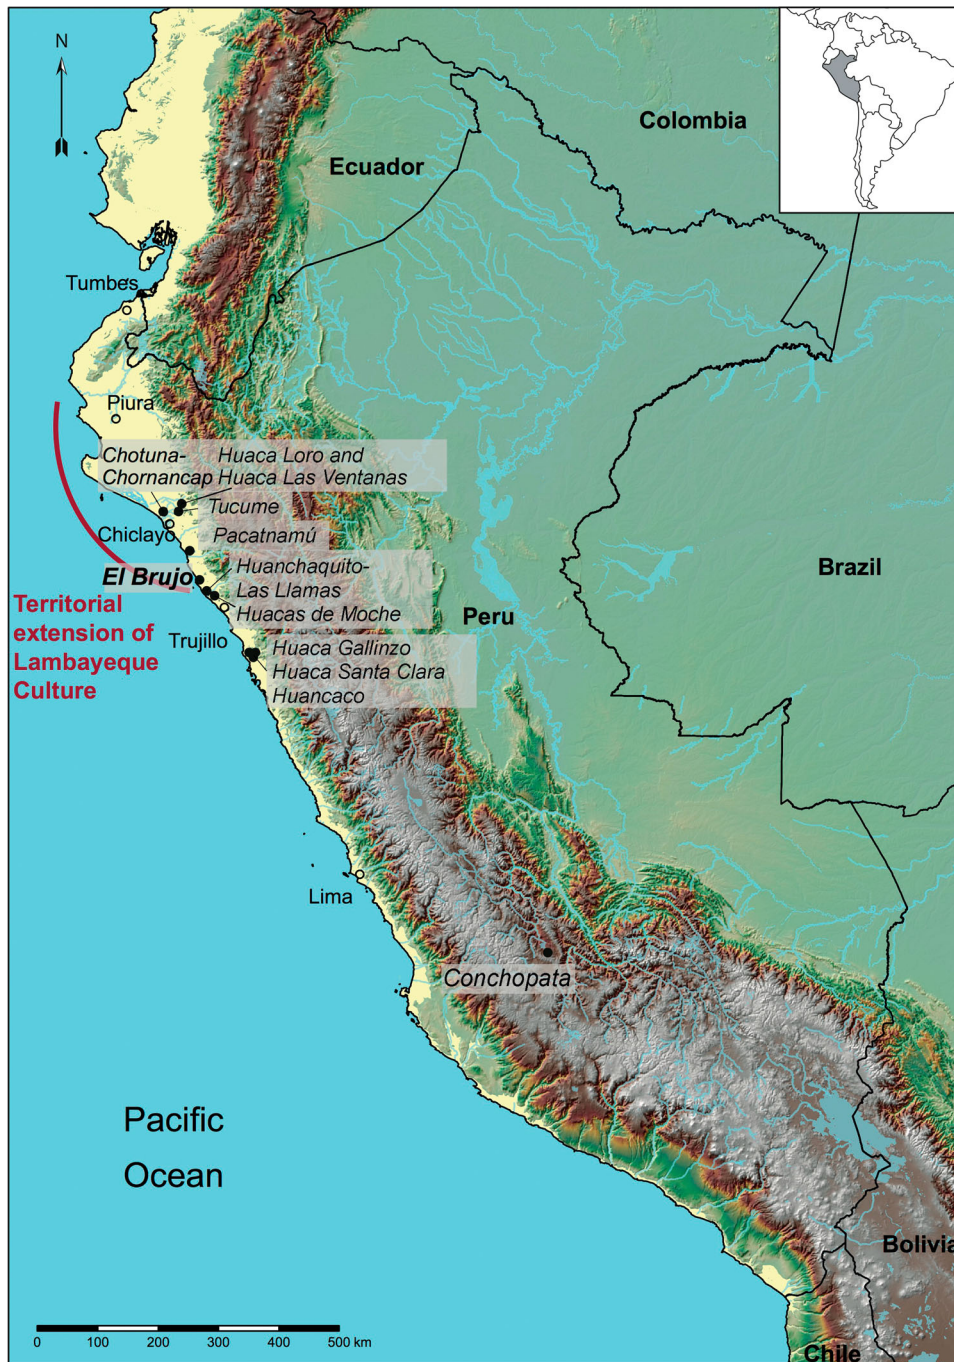 N
Colombia
Ecuador
Tumbes
Piura
Chotuna-
Chornancap
Huaca Loro and
Huaca Las Ventanas
Tucume
Chiclayo
Pacatnamú
El Brujo
Huanchaquito-
Las Llamas
Huacas de Moche
Brazil
Peru
Territorial
extension of
Lambayeque
Culture
Trujillo
Huaca Gallinzo
Huaca Santa Clara
Huancaco
Lima
Conchopata
Pacific
Ocean
Bolivia
0 100 200 300 400 500 km
Chile